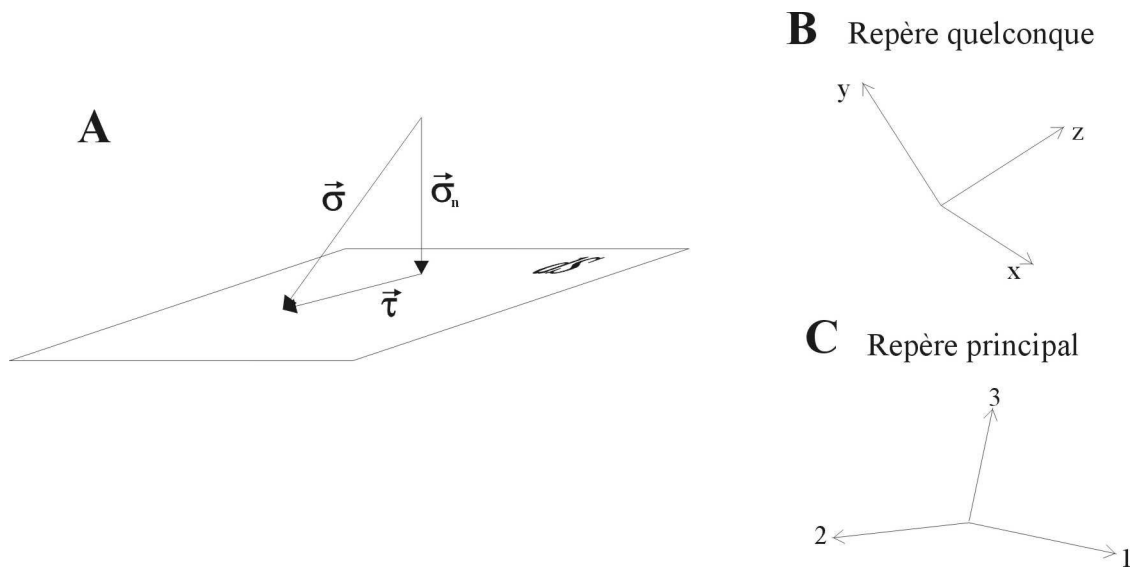 A
σ⃗
σ⃗ₙ
τ⃗
dS
B Repère quelconque
y
z
x
C Repère principal
3
2
1